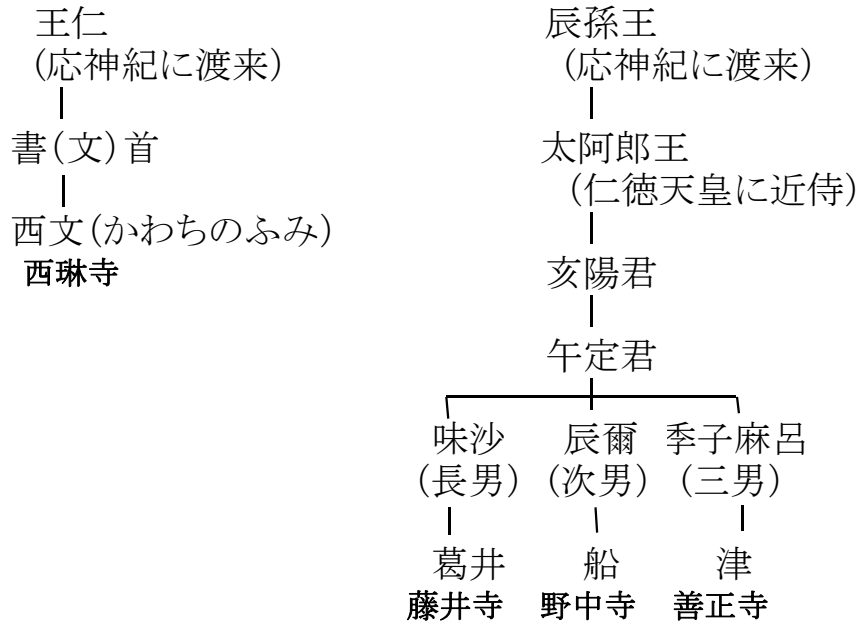 王仁
(応神紀に渡来)
書(文)首
西文(かわちのふみ)
西琳寺
辰孫王
(応神紀に渡来)
太阿郎王
(仁徳天皇に近侍)
亥陽君
午定君
味沙 辰爾 季子麻呂
(長男) (次男) (三男)
葛井 船 津
藤井寺 野中寺 善正寺